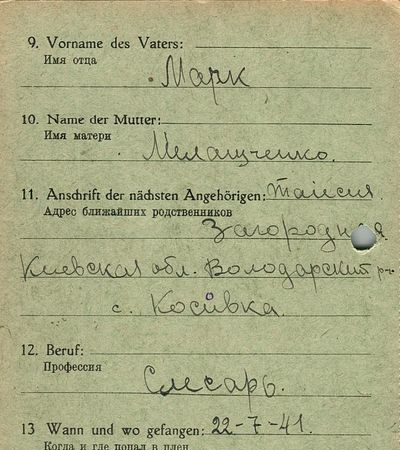 9. Vorname des Vaters:
Имя отца
Марк
10. Name der Mutter:
Имя матери
Мелащенко.
11. Anschrift der nächsten Angehörigen: Таисия
Адрес ближайших родственников
Загородная
Киевская обл. Володарский р-н
с. Косивка.
12. Beruf:
Профессия
Слесарь.
13 Wann und wo gefangen: 22-7-41.
Когда и где попал в плен